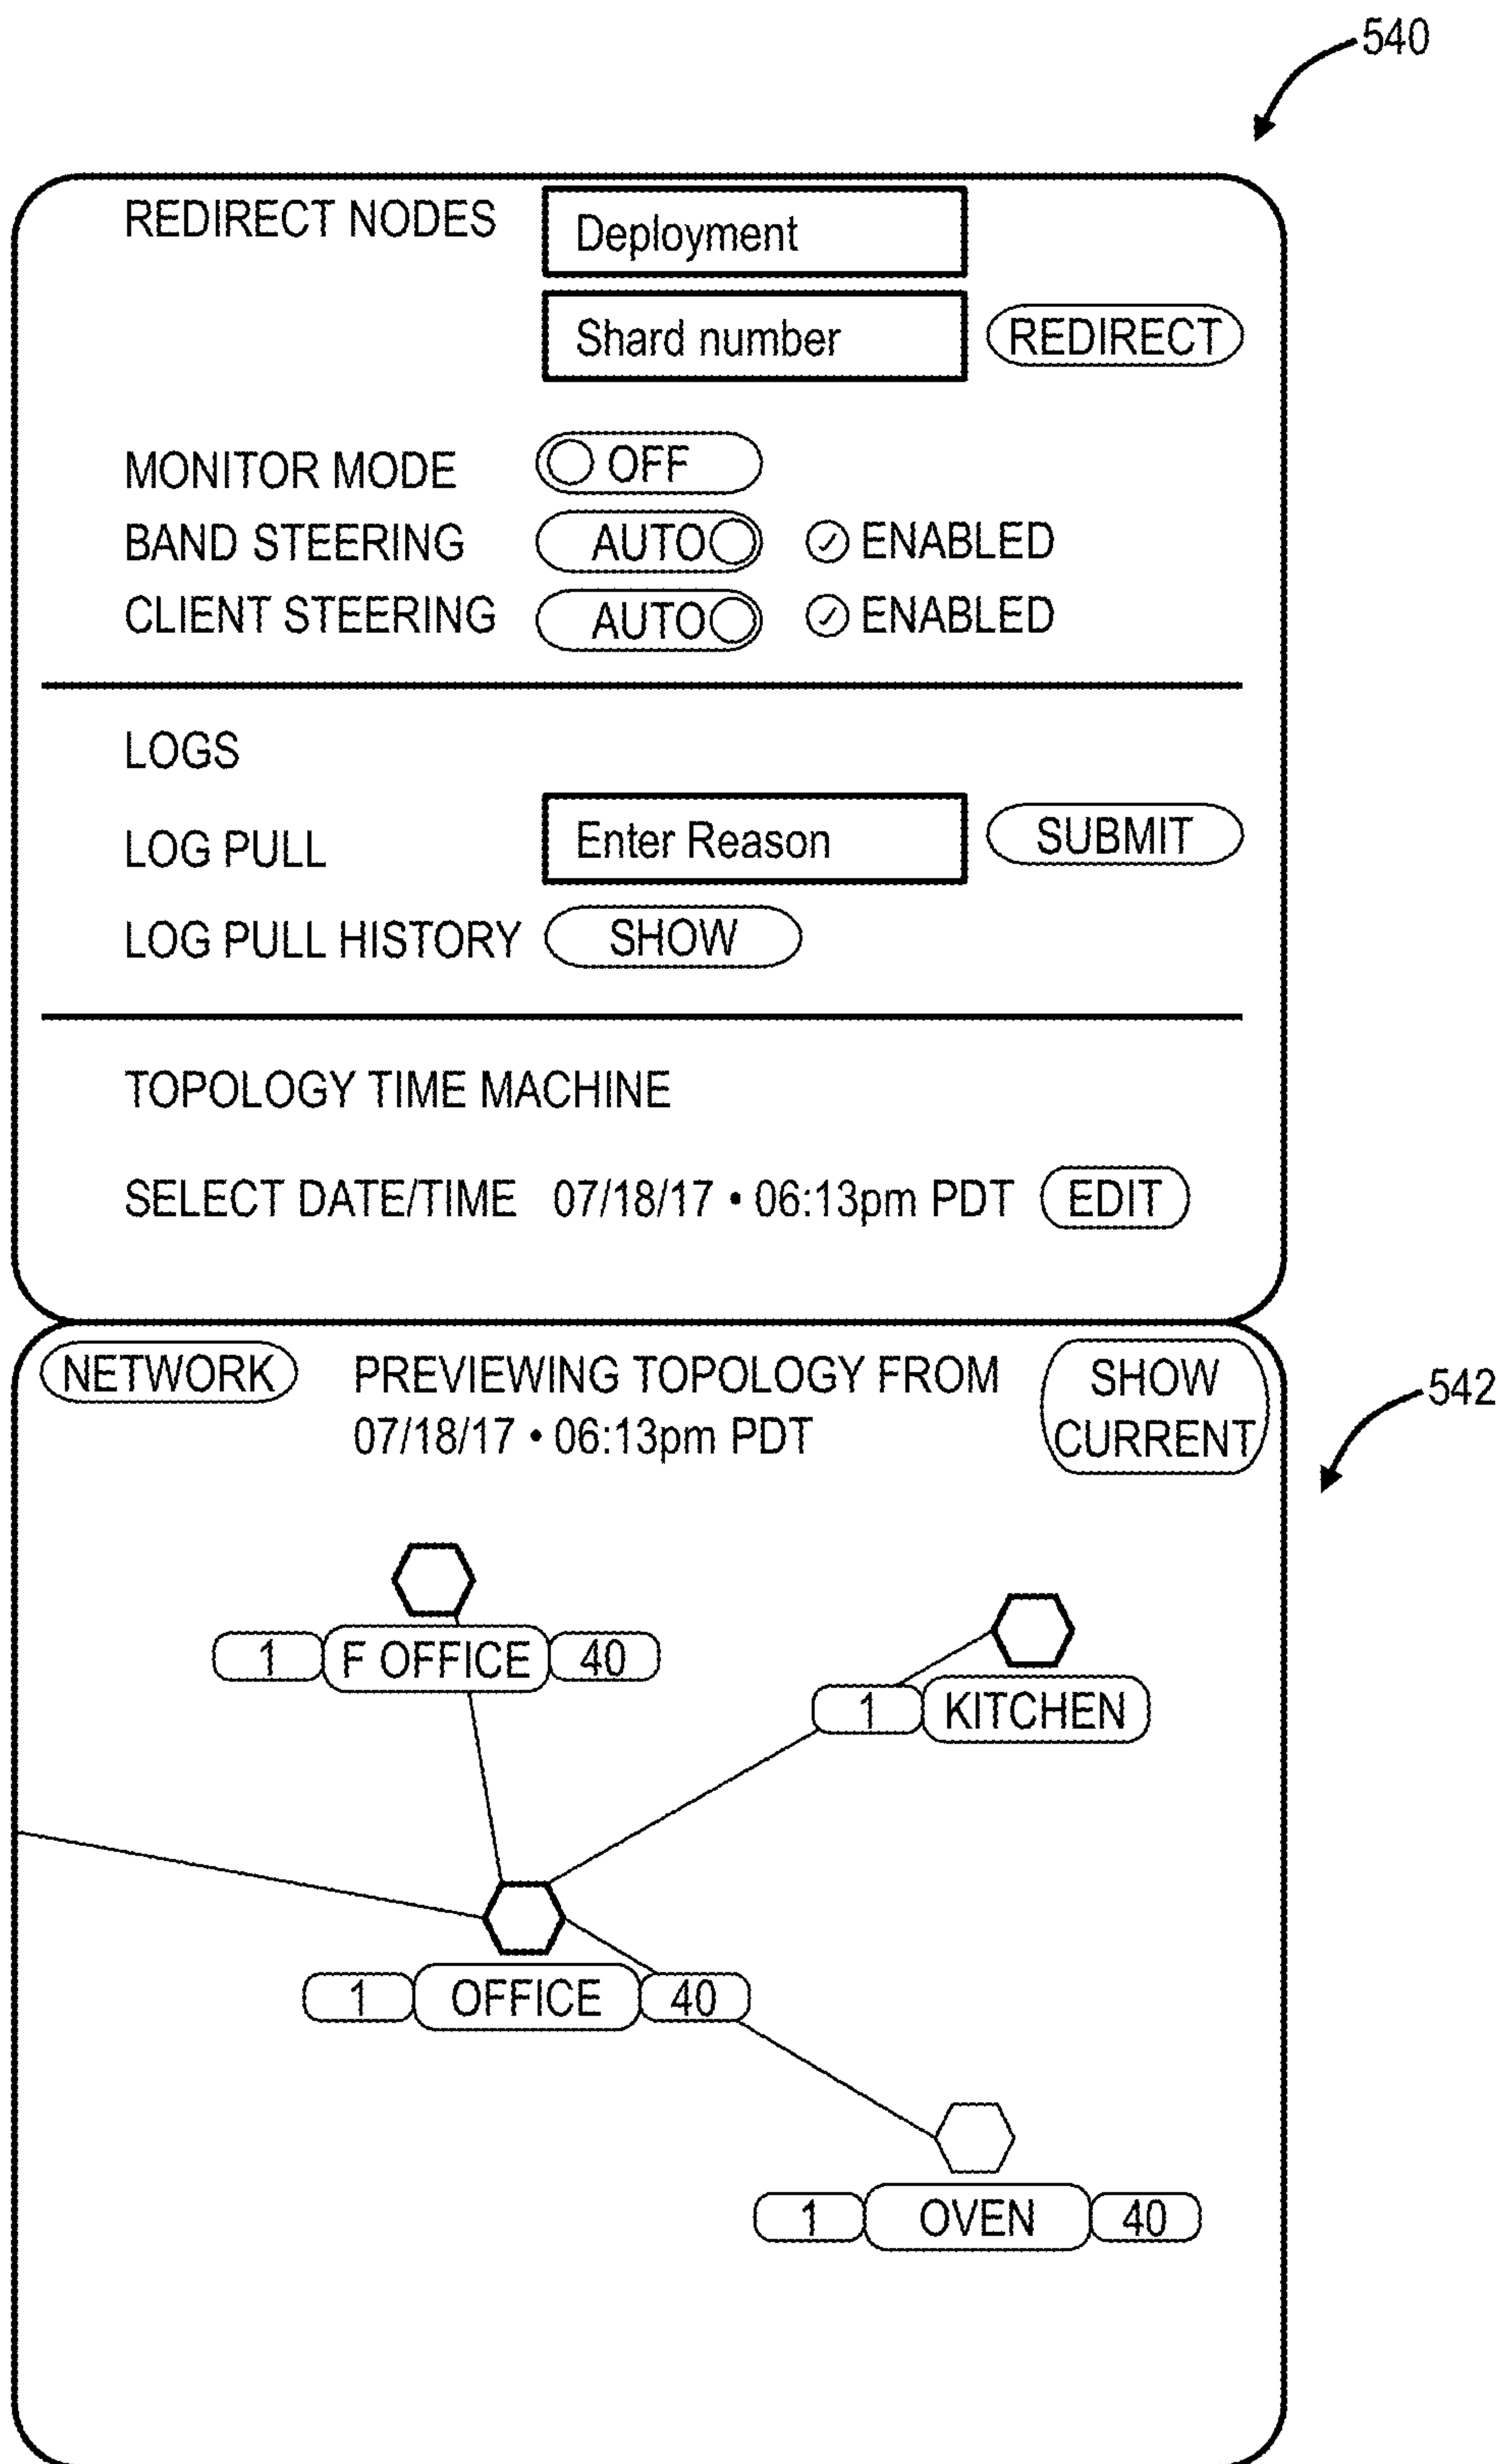 540
REDIRECT NODES Deployment
Shard number REDIRECT
MONITOR MODE OFF
BAND STEERING AUTO ENABLED
CLIENT STEERING AUTO ENABLED
LOGS
LOG PULL Enter Reason SUBMIT
LOG PULL HISTORY SHOW
TOPOLOGY TIME MACHINE
SELECT DATE/TIME 07/18/17 • 06:13pm PDT EDIT
NETWORK PREVIEWING TOPOLOGY FROM SHOW
07/18/17 • 06:13pm PDT CURRENT
542
1 F OFFICE 40
1 KITCHEN
1 OFFICE 40
1 OVEN 40